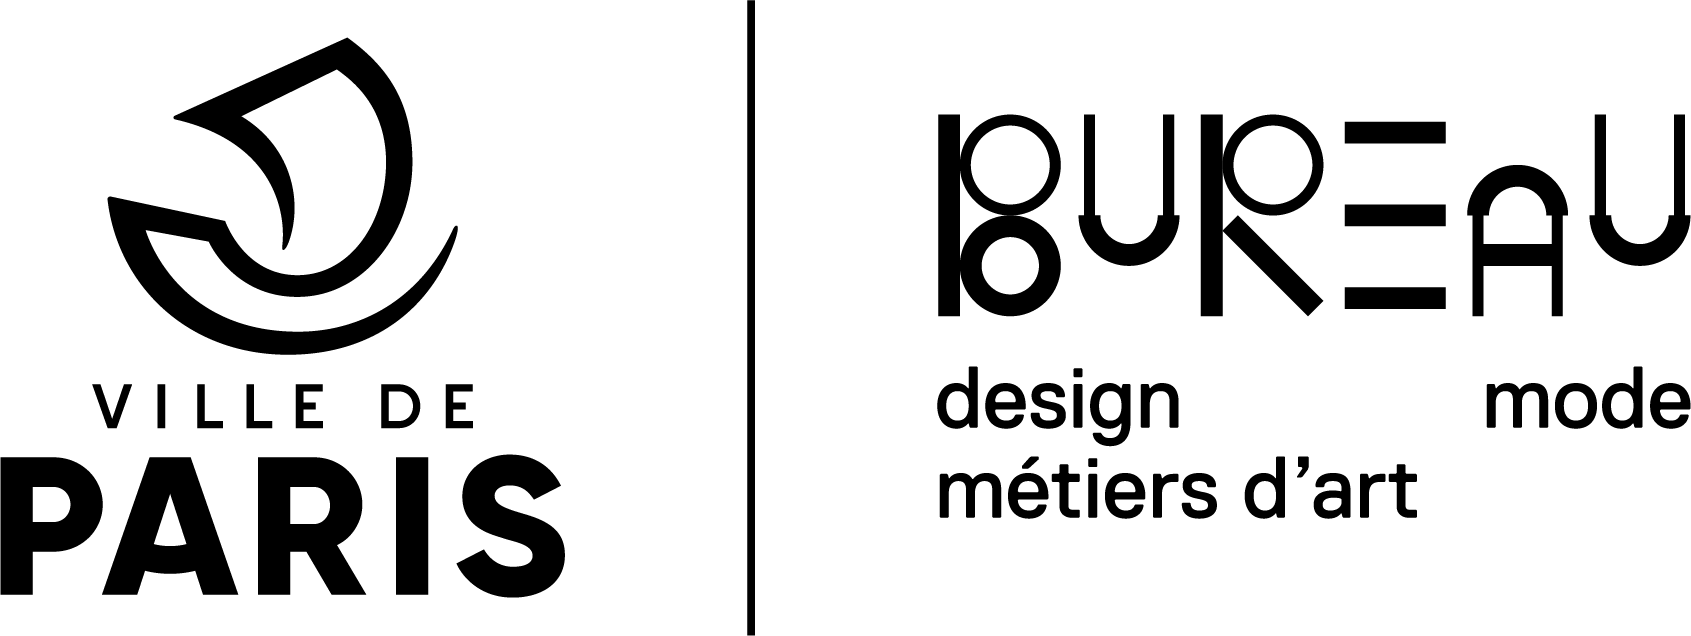 VILLE DE
PARIS
BUREAU
design mode
métiers d’art